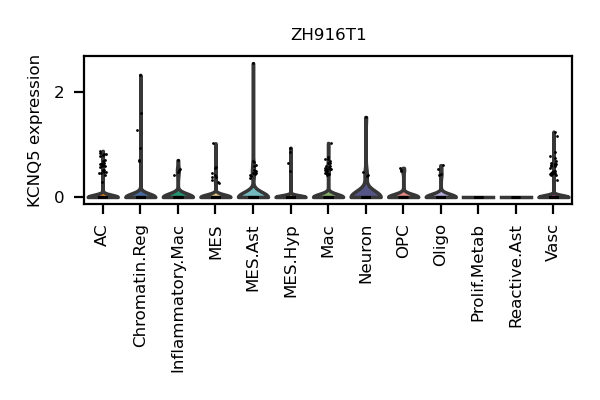 ZH916T1
KCNQ5 expression
2
0
AC
Chromatin.Reg
Inflammatory.Mac
MES
MES.Ast
MES.Hyp
Mac
Neuron
OPC
Oligo
Prolif.Metab
Reactive.Ast
Vasc